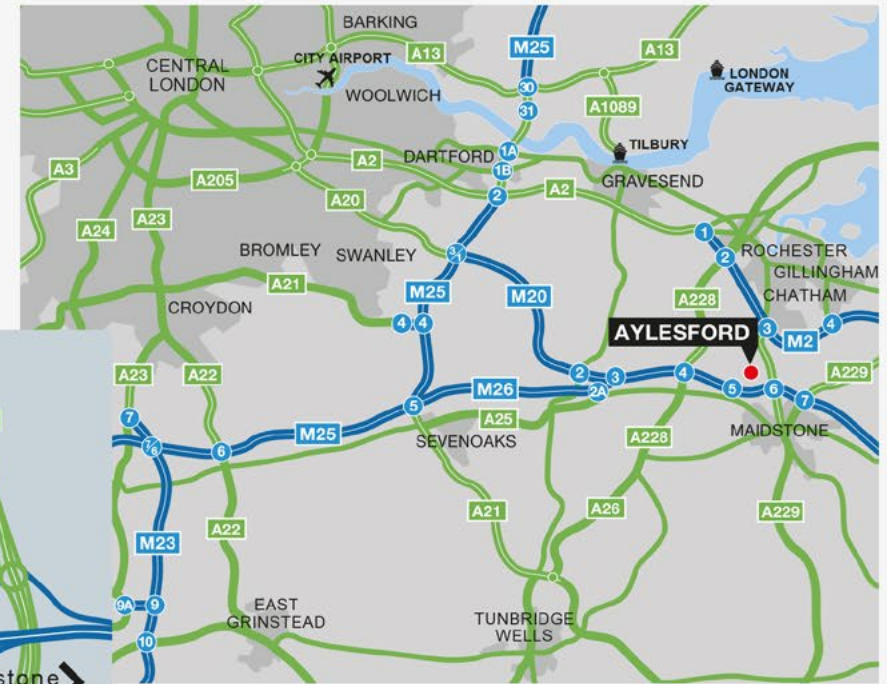 BARKING
A13
M25
A13
CITY AIRPORT
CENTRAL
LONDON
LONDON
GATEWAY
WOOLWICH
30
31
A1089
TILBURY
A3
A2
DARTFORD
1A
1B
2
A2
GRAVESEND
A205
A20
A24
A23
BROMLEY
SWANLEY
3/1
1
2
ROCHESTER
GILLINGHAM
CHATHAM
A21
M25
M20
A228
CROYDON
4
4
AYLESFORD
3
4
M2
A23
A22
2
3
4
5
6
7
A229
M26
2A
5
7
M25
A25
SEVENOAKS
A228
MAIDSTONE
7/6
6
A22
A21
A26
A229
M23
9A
9
10
EAST
GRINSTEAD
TUNBRIDGE
WELLS
stone